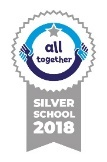 all
together
SILVER
SCHOOL
2018